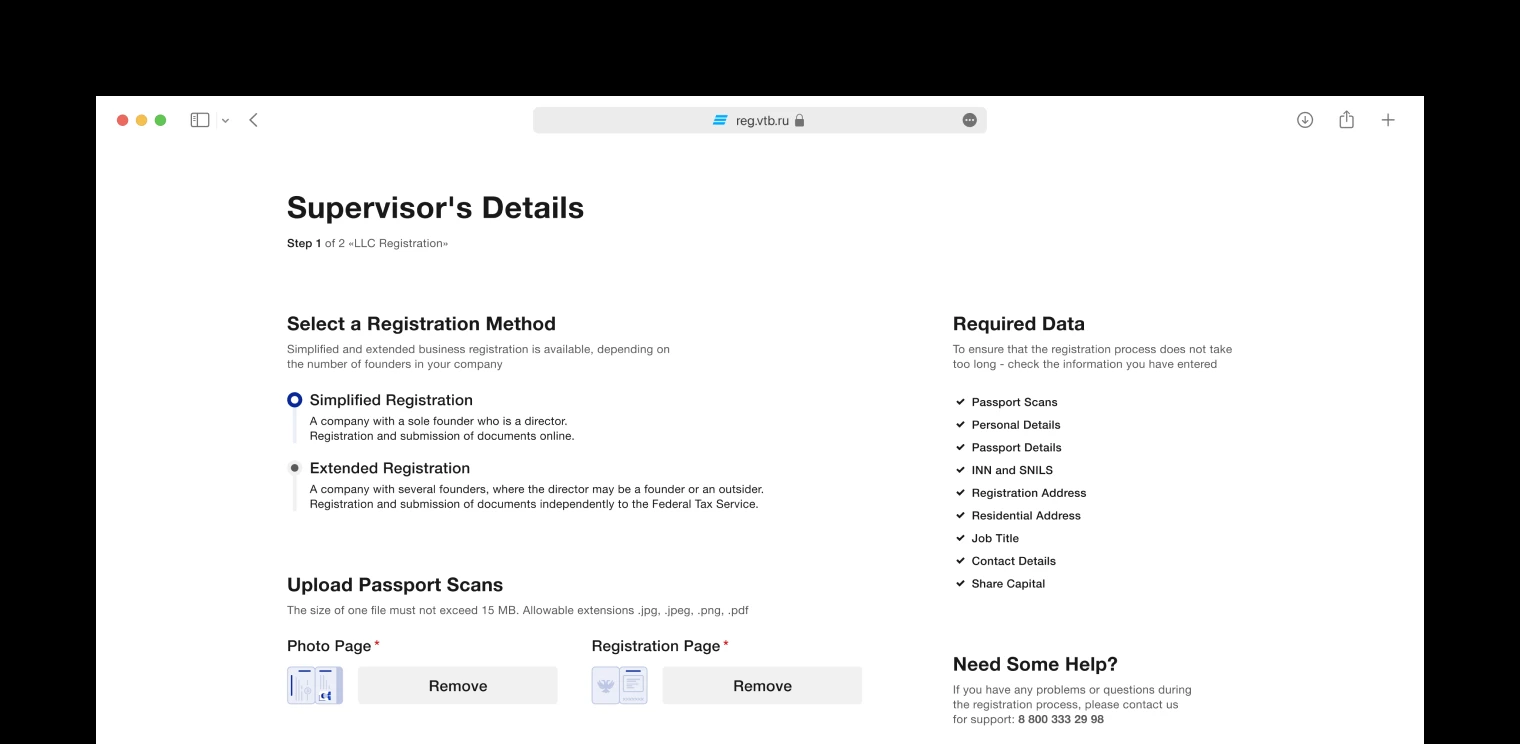 reg.vtb.ru
Supervisor's Details
Step 1 of 2 «LLC Registration»
Select a Registration Method
Simplified and extended business registration is available, depending on
the number of founders in your company
Simplified Registration
A company with a sole founder who is a director.
Registration and submission of documents online.
Extended Registration
A company with several founders, where the director may be a founder or an outsider.
Registration and submission of documents independently to the Federal Tax Service.
Upload Passport Scans
The size of one file must not exceed 15 MB. Allowable extensions .jpg, .jpeg, .png, .pdf
Photo Page *
Remove
Registration Page *
Remove
Required Data
To ensure that the registration process does not take
too long - check the information you have entered
Passport Scans
Personal Details
Passport Details
INN and SNILS
Registration Address
Residential Address
Job Title
Contact Details
Share Capital
Need Some Help?
If you have any problems or questions during
the registration process, please contact us
for support: 8 800 333 29 98